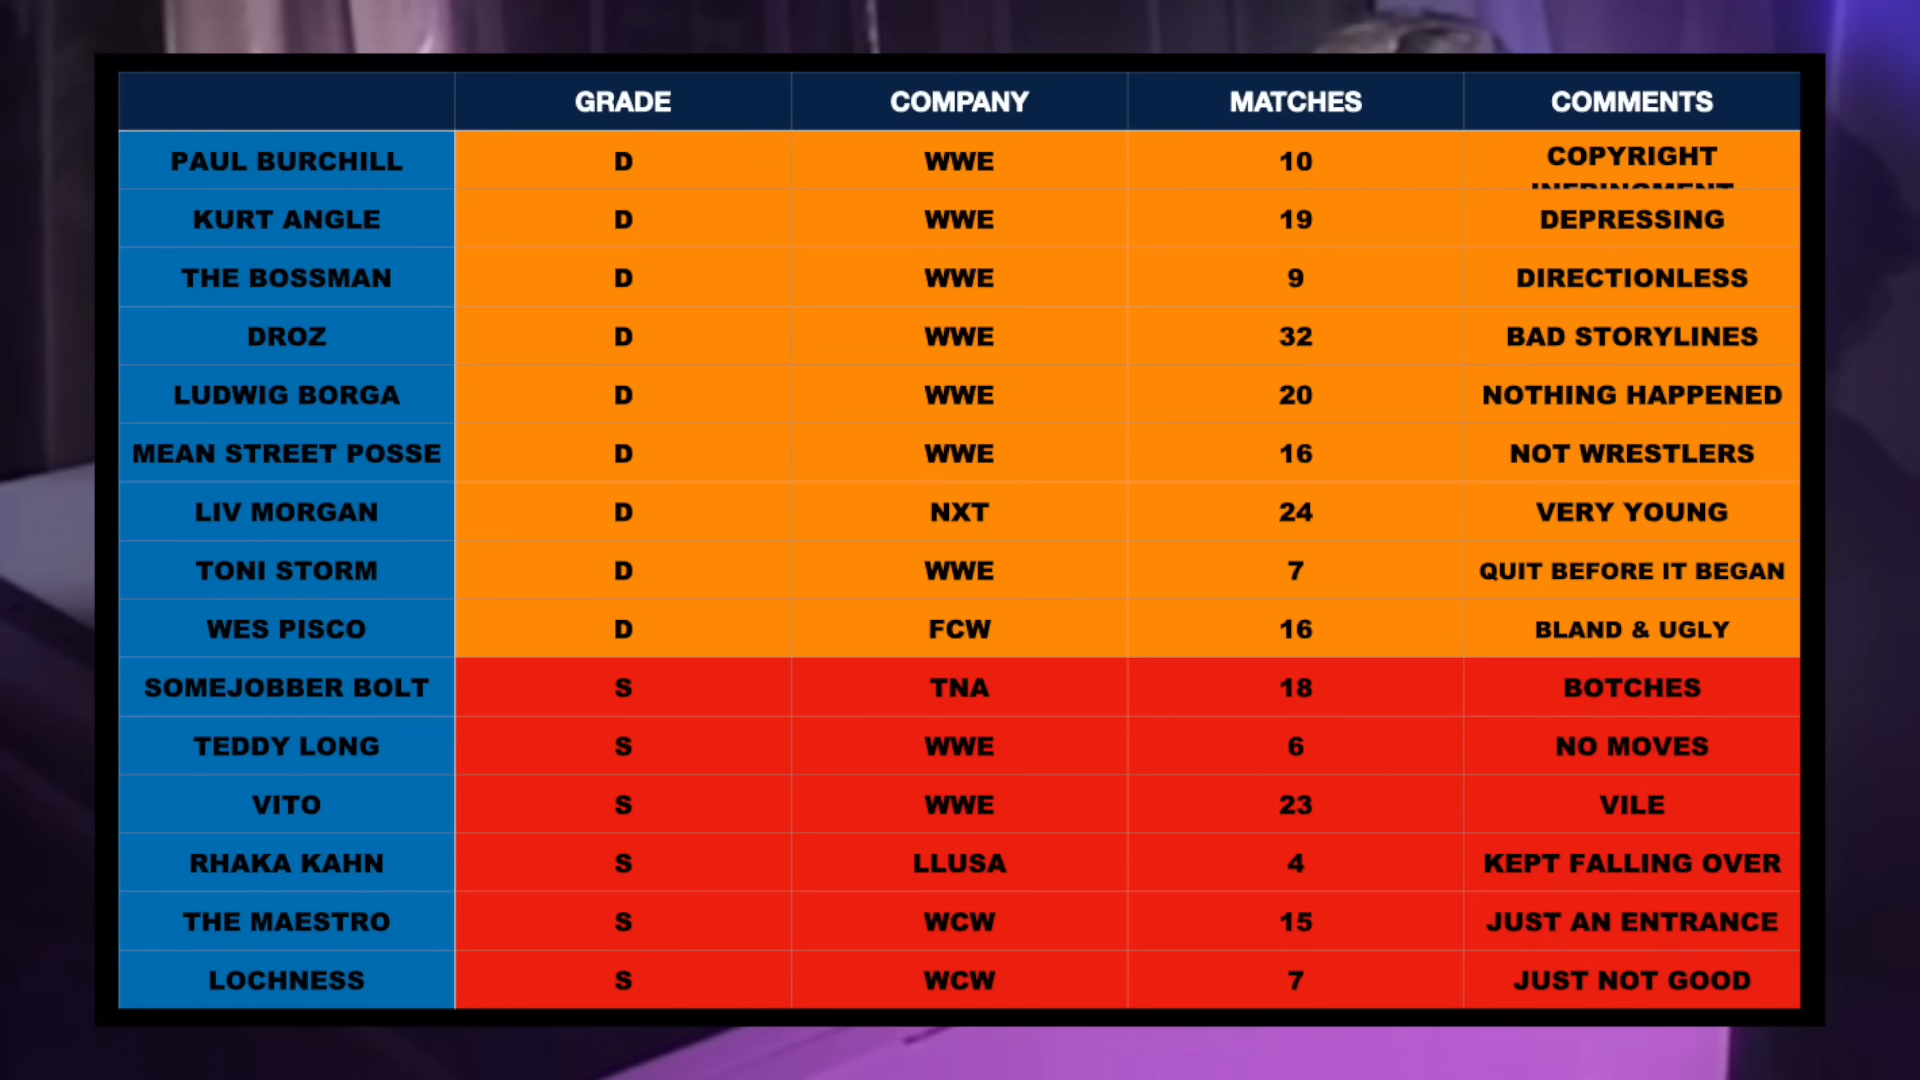 GRADE COMPANY MATCHES COMMENTS
PAUL BURCHILL D WWE 10 COPYRIGHT
INFRINGMENT
KURT ANGLE D WWE 19 DEPRESSING
THE BOSSMAN D WWE 9 DIRECTIONLESS
DROZ D WWE 32 BAD STORYLINES
LUDWIG BORGA D WWE 20 NOTHING HAPPENED
MEAN STREET POSSE D WWE 16 NOT WRESTLERS
LIV MORGAN D NXT 24 VERY YOUNG
TONI STORM D WWE 7 QUIT BEFORE IT BEGAN
WES PISCO D FCW 16 BLAND & UGLY
SOMEJOBBER BOLT S TNA 18 BOTCHES
TEDDY LONG S WWE 6 NO MOVES
VITO S WWE 23 VILE
RHAKA KAHN S LLUSA 4 KEPT FALLING OVER
THE MAESTRO S WCW 15 JUST AN ENTRANCE
LOCHNESS S WCW 7 JUST NOT GOOD